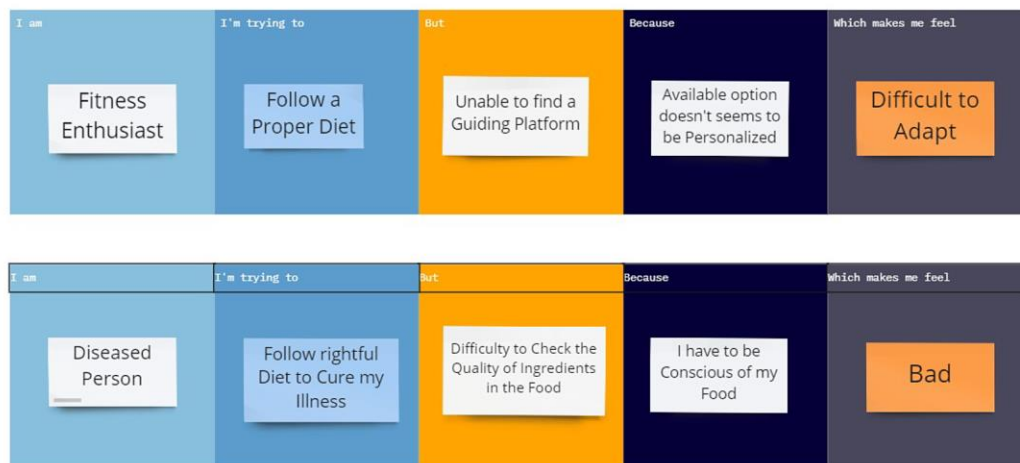 I am
I'm trying to
But
Because
Which makes me feel
Fitness
Enthusiast
Follow a
Proper Diet
Unable to find a
Guiding Platform
Available option
doesn't seems to
be Personalized
Difficult to
Adapt
I am
I'm trying to
But
Because
Which makes me feel
Diseased
Person
Follow rightful
Diet to Cure my
Illness
Difficulty to Check the
Quality of Ingredients
in the Food
I have to be
Conscious of my
Food
Bad